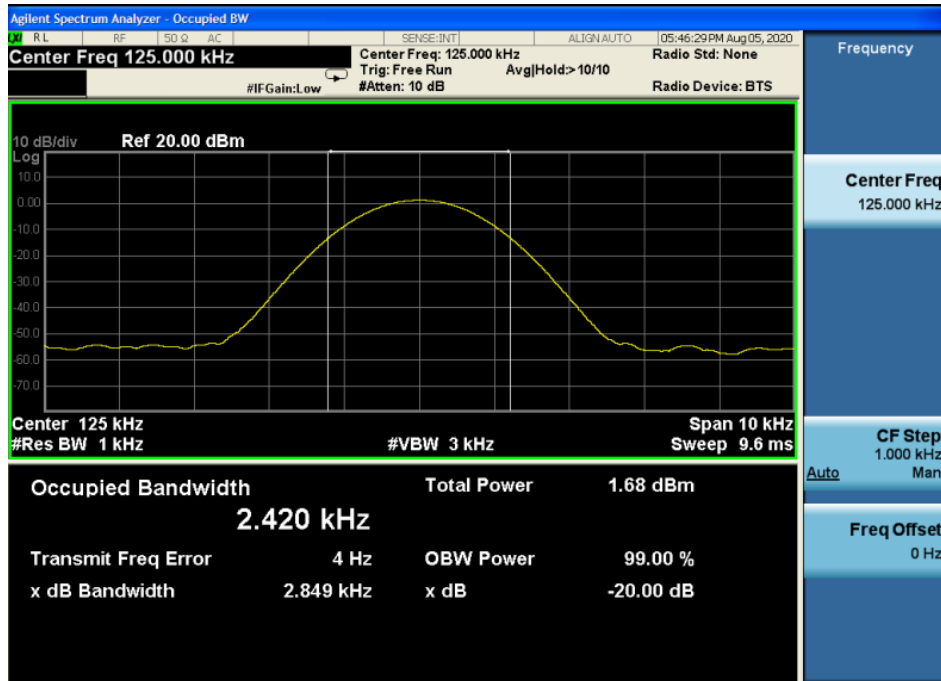 Agilent Spectrum Analyzer - Occupied BW
LXI RL RF 50 Ω AC SENSE:INT ALIGN AUTO 05:46:29 PM Aug 05, 2020
Center Freq 125.000 kHz
Center Freq: 125.000 kHz
Radio Std: None
Trig: Free Run Avg|Hold:> 10/10
#IFGain:Low
#Atten: 10 dB
Radio Device: BTS
10 dB/div Ref 20.00 dBm
Log
10.0
0.00
-10.0
-20.0
-30.0
-40.0
-50.0
-60.0
-70.0
Center 125 kHz Span 10 kHz
#Res BW 1 kHz #VBW 3 kHz Sweep 9.6 ms
Occupied Bandwidth Total Power 1.68 dBm
2.420 kHz
Transmit Freq Error 4 Hz OBW Power 99.00 %
x dB Bandwidth 2.849 kHz x dB -20.00 dB
Frequency
Center Freq
125.000 kHz
CF Step
1.000 kHz
Auto Man
Freq Offset
0 Hz